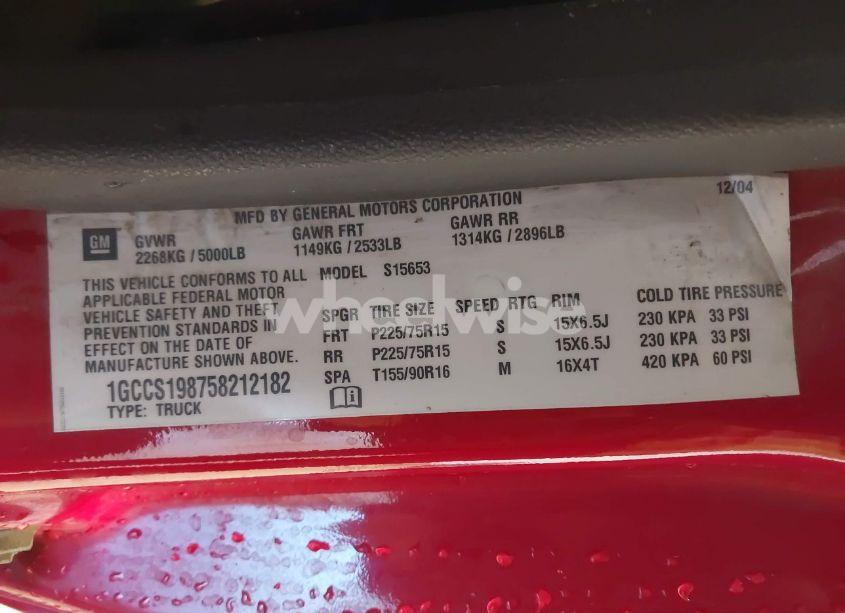 MFD BY GENERAL MOTORS CORPORATION 12/04
GM
GVWR GAWR FRT GAWR RR
2268KG / 5000LB 1149KG / 2533LB 1314KG / 2896LB
THIS VEHICLE CONFORMS TO ALL MODEL S15653
APPLICABLE FEDERAL MOTOR
VEHICLE SAFETY AND THEFT
PREVENTION STANDARDS IN
EFFECT ON THE DATE OF
MANUFACTURE SHOWN ABOVE.
1GCCS198758212182
TYPE: TRUCK
SPGR TIRE SIZE SPEED RTG RIM COLD TIRE PRESSURE
FRT P225/75R15 S 15X6.5J 230 KPA 33 PSI
RR P225/75R15 S 15X6.5J 230 KPA 33 PSI
SPA T155/90R16 M 16X4T 420 KPA 60 PSI
wheelwise